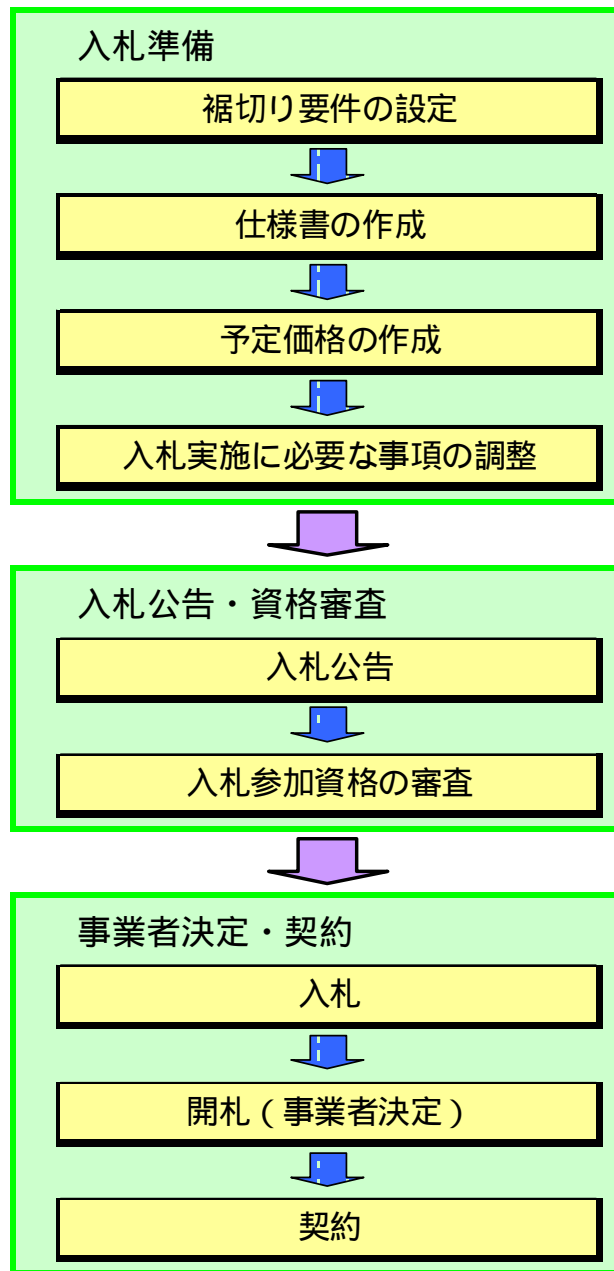 入札準備
裾切り要件の設定
仕様書の作成
予定価格の作成
入札実施に必要な事項の調整
入札公告・資格審査
入札公告
入札参加資格の審査
事業者決定・契約
入札
開札（事業者決定）
契約